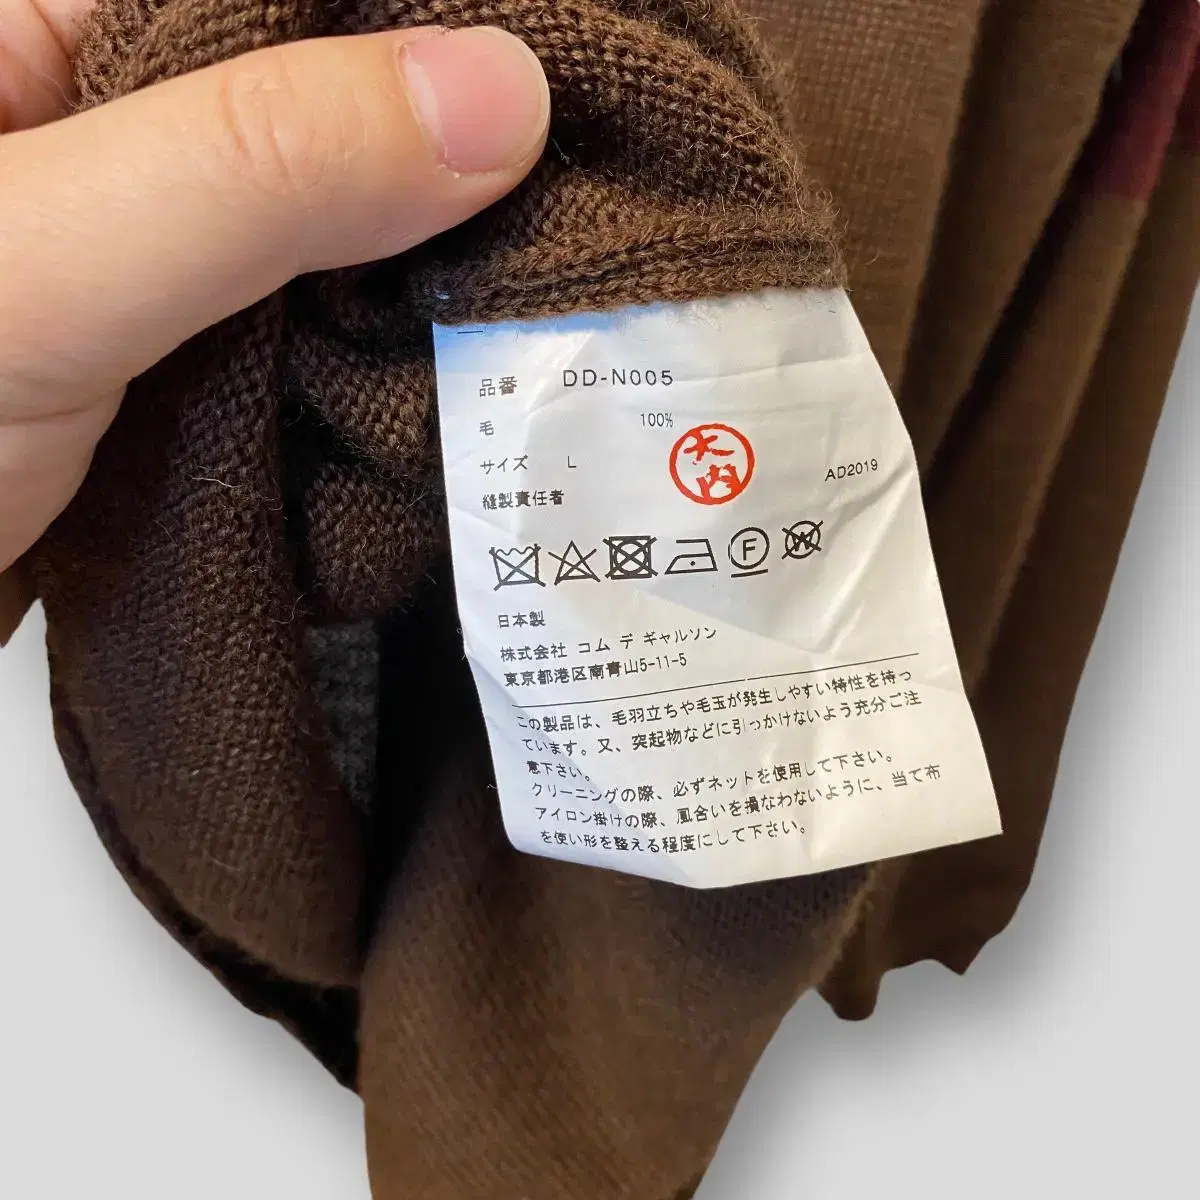 品番 DD-N005
毛 100%
サイズ L
縫製責任者 大内
AD2019
F
W
日本製
株式会社 コム デ ギャルソン
東京都港区南青山5-11-5
この製品は、毛羽立ちや毛玉が発生しやすい特性を持っ
ています。又、突起物などに引っかけないよう充分ご注
意下さい。
クリーニングの際、必ずネットを使用して下さい。
アイロン掛けの際、風合いを損なわないように、当て布
を使い形を整える程度にして下さい。